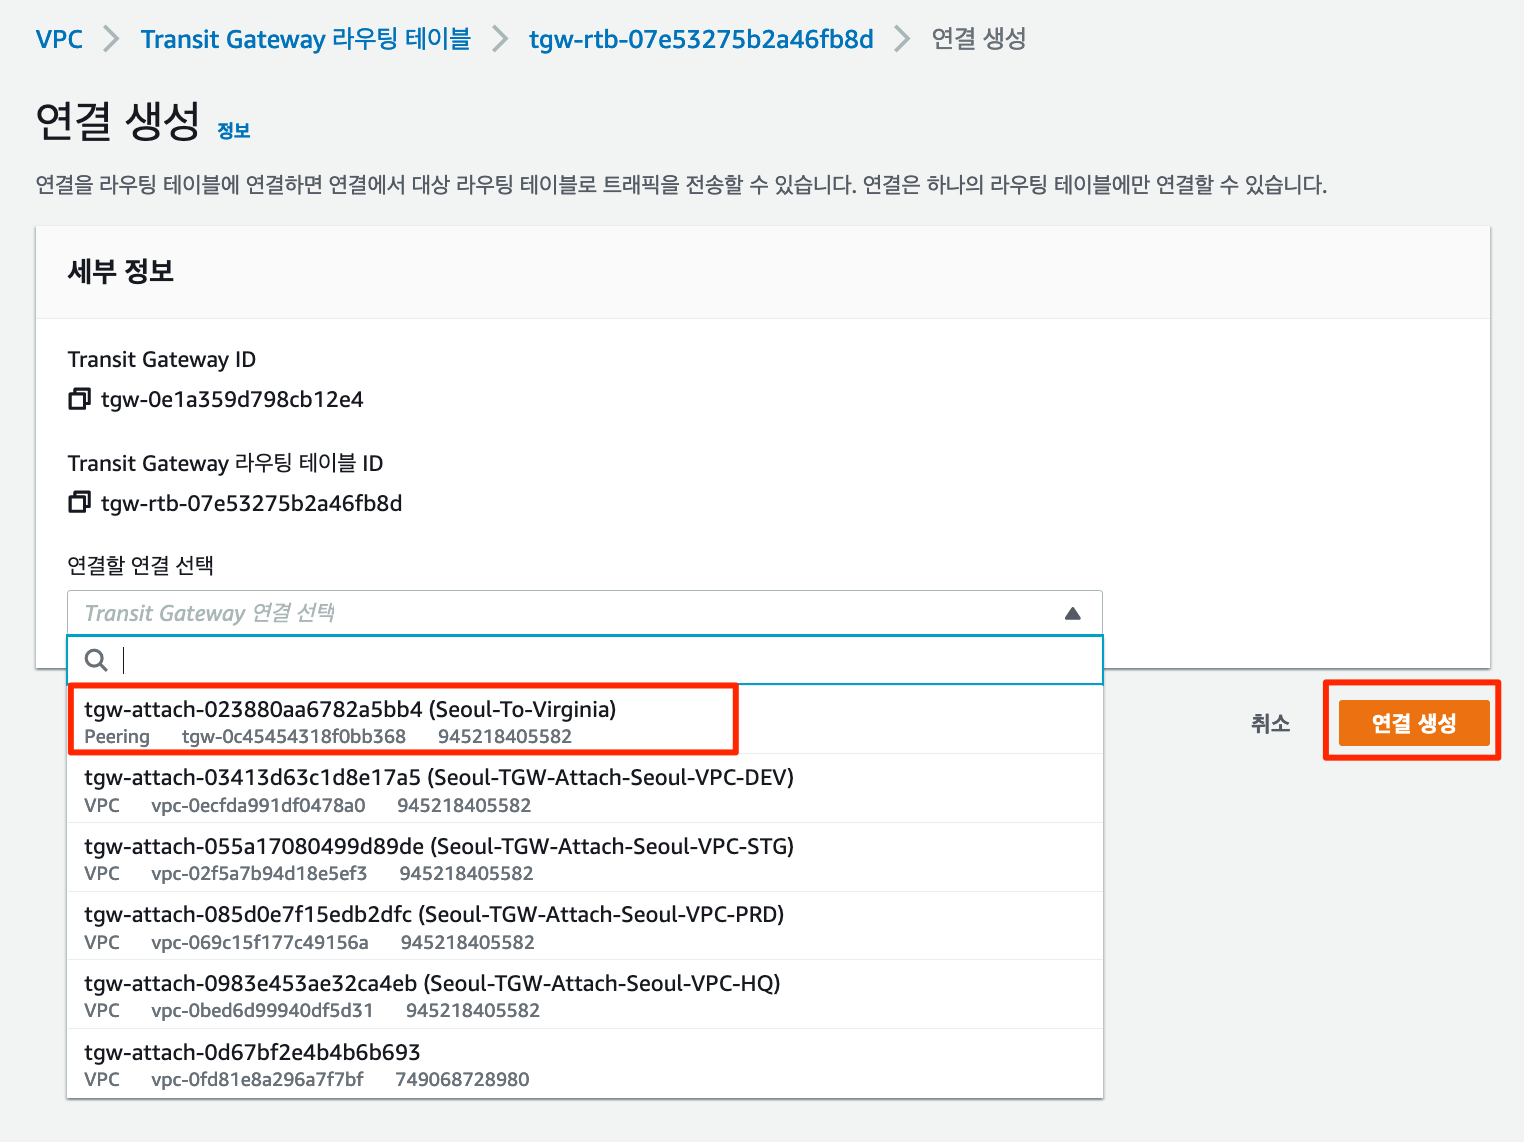 VPC > Transit Gateway 라우팅 테이블 > tgw-rtb-07e53275b2a46fb8d > 연결 생성
연결 생성 정보
연결을 라우팅 테이블에 연결하면 연결에서 대상 라우팅 테이블로 트래픽을 전송할 수 있습니다. 연결은 하나의 라우팅 테이블에만 연결할 수 있습니다.
세부 정보
Transit Gateway ID
tgw-0e1a359d798cb12e4
Transit Gateway 라우팅 테이블 ID
tgw-rtb-07e53275b2a46fb8d
연결할 연결 선택
Transit Gateway 연결 선택
tgw-attach-023880aa6782a5bb4 (Seoul-To-Virginia)
Peering tgw-0c45454318f0bb368 945218405582
취소 연결 생성
tgw-attach-03413d63c1d8e17a5 (Seoul-TGW-Attach-Seoul-VPC-DEV)
VPC vpc-0ecfda991df0478a0 945218405582
tgw-attach-055a17080499d89de (Seoul-TGW-Attach-Seoul-VPC-STG)
VPC vpc-02f5a7b94d18e5ef3 945218405582
tgw-attach-085d0e7f15edb2dfc (Seoul-TGW-Attach-Seoul-VPC-PRD)
VPC vpc-069c15f177c49156a 945218405582
tgw-attach-0983e453ae32ca4eb (Seoul-TGW-Attach-Seoul-VPC-HQ)
VPC vpc-0bed6d99940df5d31 945218405582
tgw-attach-0d67bf2e4b4b6b693
VPC vpc-0fd81e8a296a7f7bf 749068728980